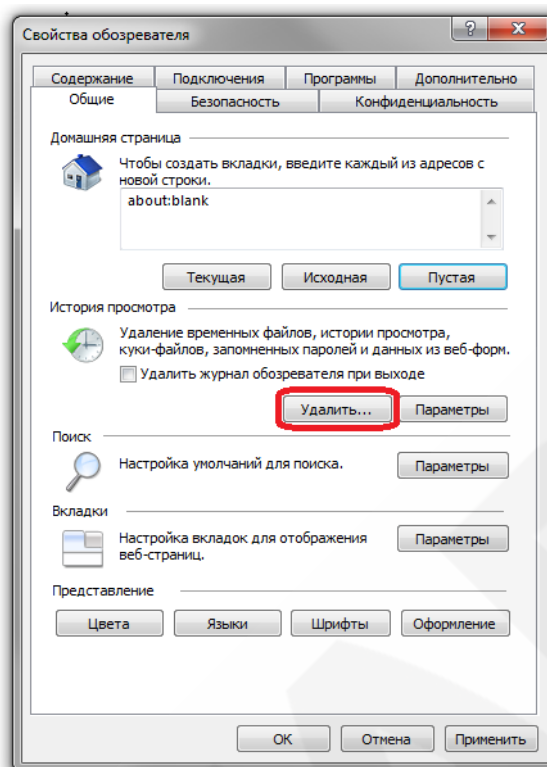 Свойства обозревателя
Содержание Подключения Программы Дополнительно
Общие Безопасность Конфиденциальность
Домашняя страница
Чтобы создать вкладки, введите каждый из адресов с
новой строки.
about:blank
Текущая Исходная Пустая
История просмотра
Удаление временных файлов, истории просмотра,
куки-файлов, запомненных паролей и данных из веб-форм.
Удалить журнал обозревателя при выходе
Удалить... Параметры
Поиск
Настройка умолчаний для поиска.
Параметры
Вкладки
Настройка вкладок для отображения
веб-страниц.
Параметры
Представление
Цвета Языки Шрифты Оформление
ОК Отмена Применить